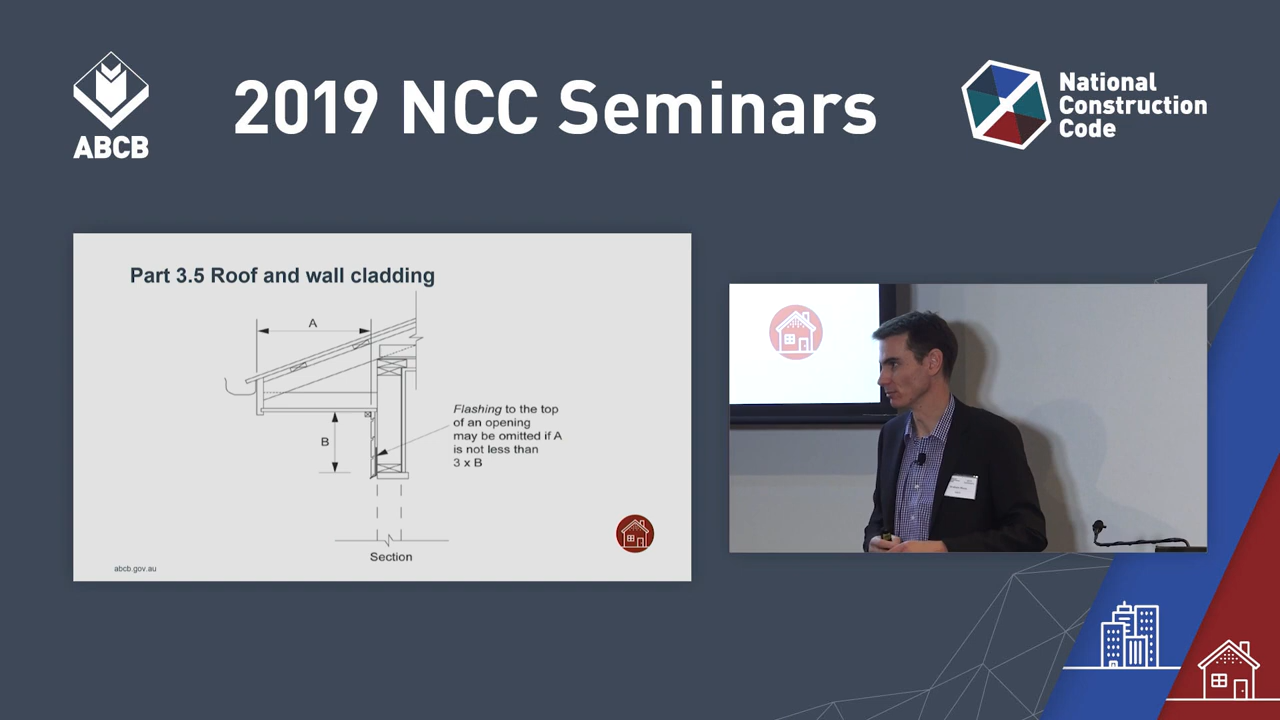 ABCB
2019 NCC Seminars
National
Construction
Code
Part 3.5 Roof and wall cladding
A
B
Flashing to the top
of an opening
may be omitted if A
is not less than
3 x B
Section
abcb.gov.au